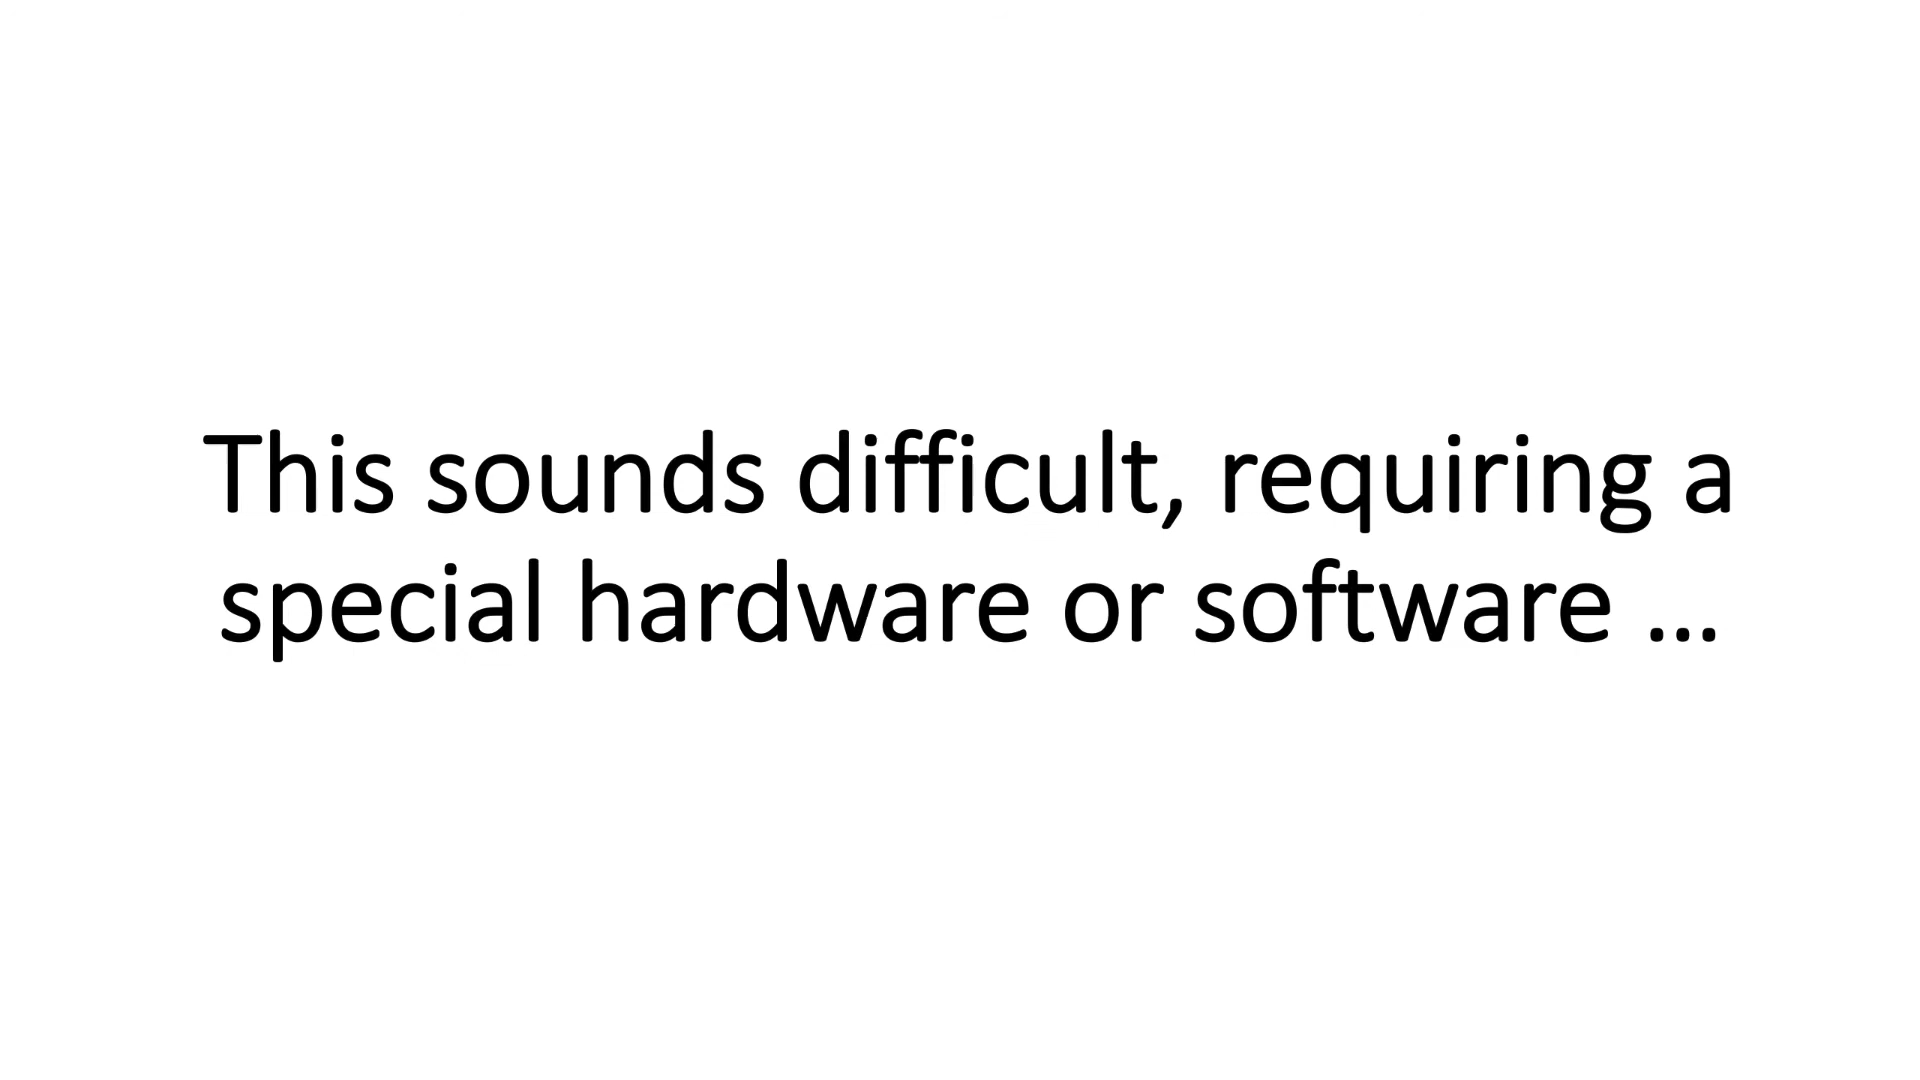 This sounds difficult, requiring a
special hardware or software …